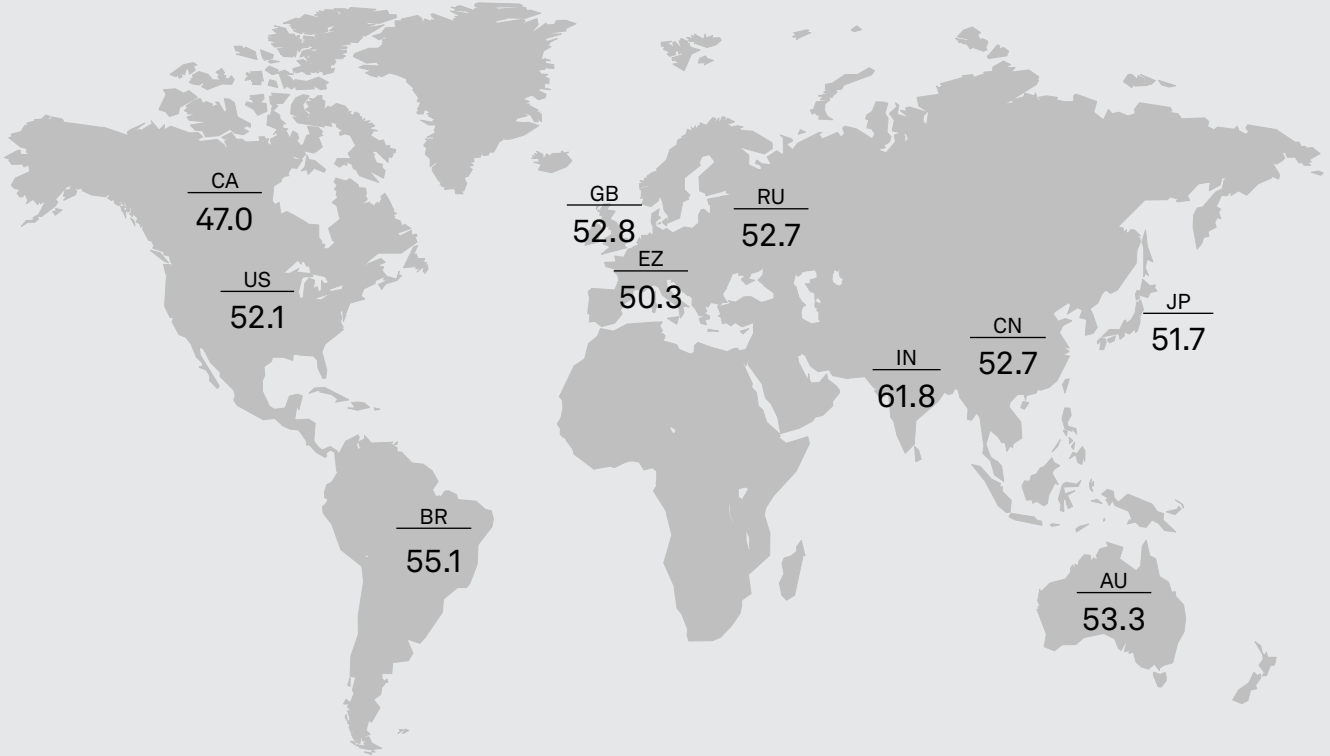 CA
47.0
US
52.1
BR
55.1
GB
52.8
EZ
50.3
RU
52.7
IN
61.8
CN
52.7
JP
51.7
AU
53.3